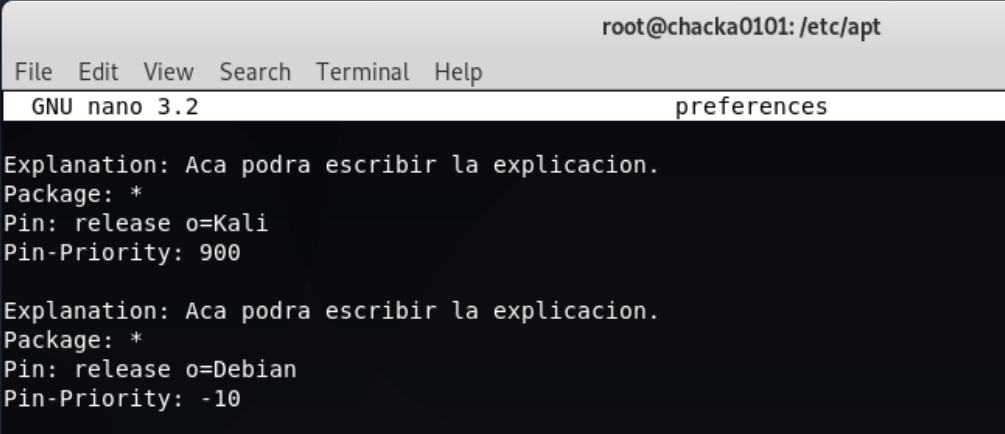 root@chacka0101: /etc/apt
File Edit View Search Terminal Help
GNU nano 3.2 preferences
Explanation: Aca podra escribir la explicacion.
Package: *
Pin: release o=Kali
Pin-Priority: 900
Explanation: Aca podra escribir la explicacion.
Package: *
Pin: release o=Debian
Pin-Priority: -10